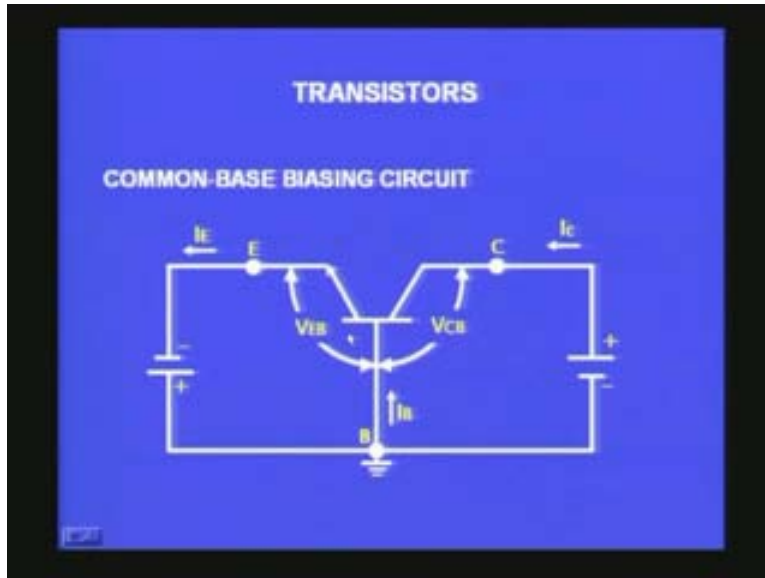 TRANSISTORS
COMMON-BASE BIASING CIRCUIT
IE
E
C
IC
VEB
VCB
-
+
+
-
IB
B